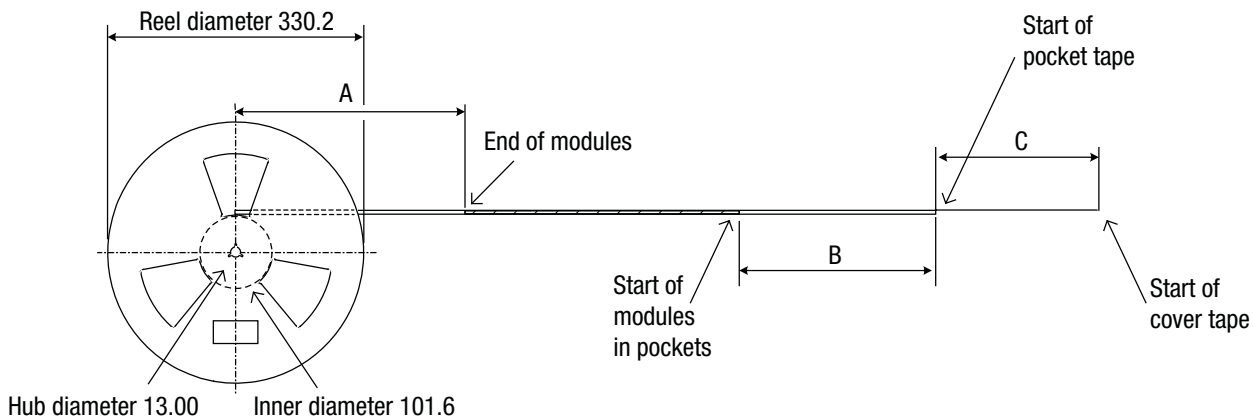 Reel diameter 330.2
Start of
pocket tape
A
End of modules
C
B
Start of
modules
in pockets
Start of
cover tape
Hub diameter 13.00
Inner diameter 101.6